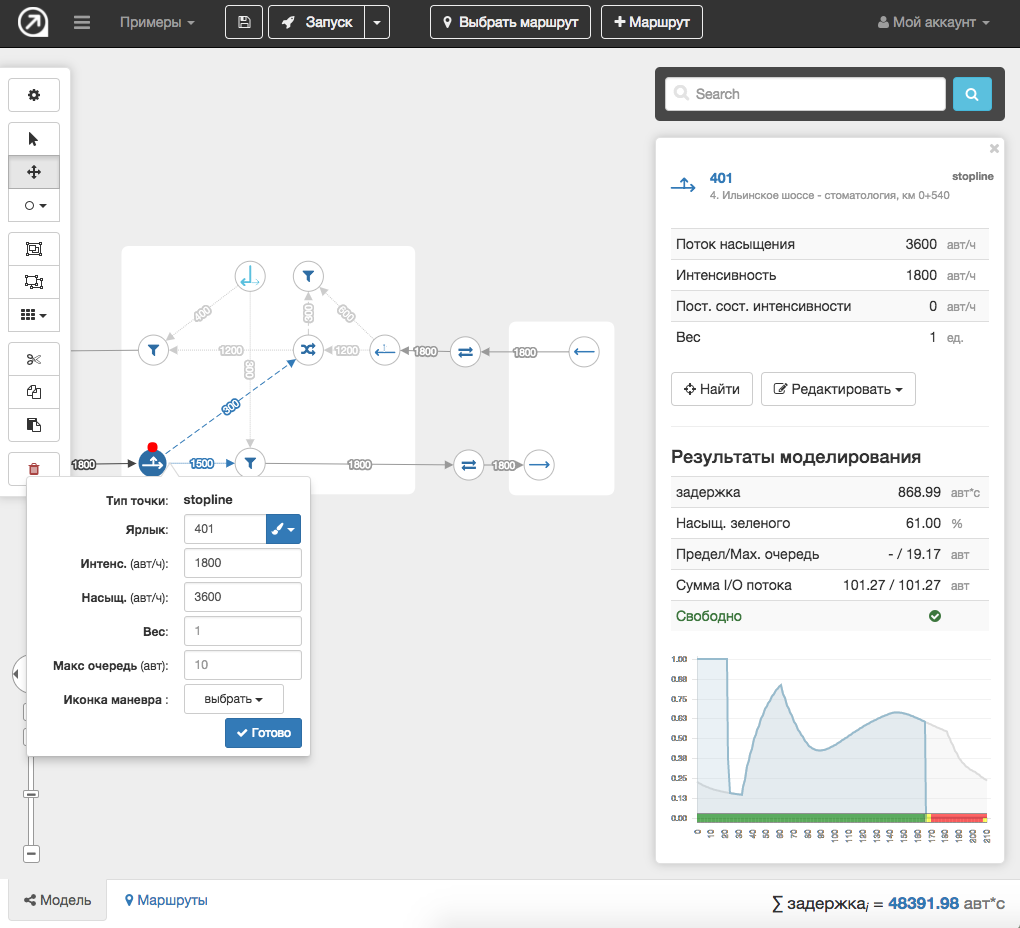 Примеры
Запуск
Выбрать маршрут
Маршрут
Мой аккаунт
Search
401
stopline
4. Ильинское шоссе - стоматология, км 0+540
Поток насыщения 3600 авт/ч
Интенсивность 1800 авт/ч
Пост. сост. интенсивности 0 авт/ч
Вес 1 ед.
Найти
Редактировать
Результаты моделирования
задержка 868.99 авт*с
Насыщ. зеленого 61.00 %
Предел/Max. очередь - / 19.17 авт
Сумма I/O потока 101.27 / 101.27 авт
Свободно
1.00
0.88
0.75
0.63
0.50
0.38
0.25
0.13
0.00
0 10 20 30 40 50 60 70 80 90 100 110 120 130 140 150 160 170 180 190 200 210
400
300
600
1200
1200
1800
1800
300
300
1800
1500
1800
1800
Тип точки: stopline
Ярлык: 401
Интенс. (авт/ч): 1800
Насыщ. (авт/ч): 3600
Вес: 1
Макс очередь (авт): 10
Иконка маневра : выбрать
Готово
Модель
Маршруты
∑ задержкаi = 48391.98 авт*с